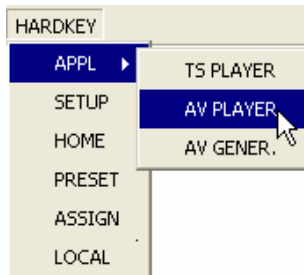 HARDKEY
APPL
TS PLAYER
SETUP
AV PLAYER
HOME
AV GENER.
PRESET
ASSIGN
LOCAL